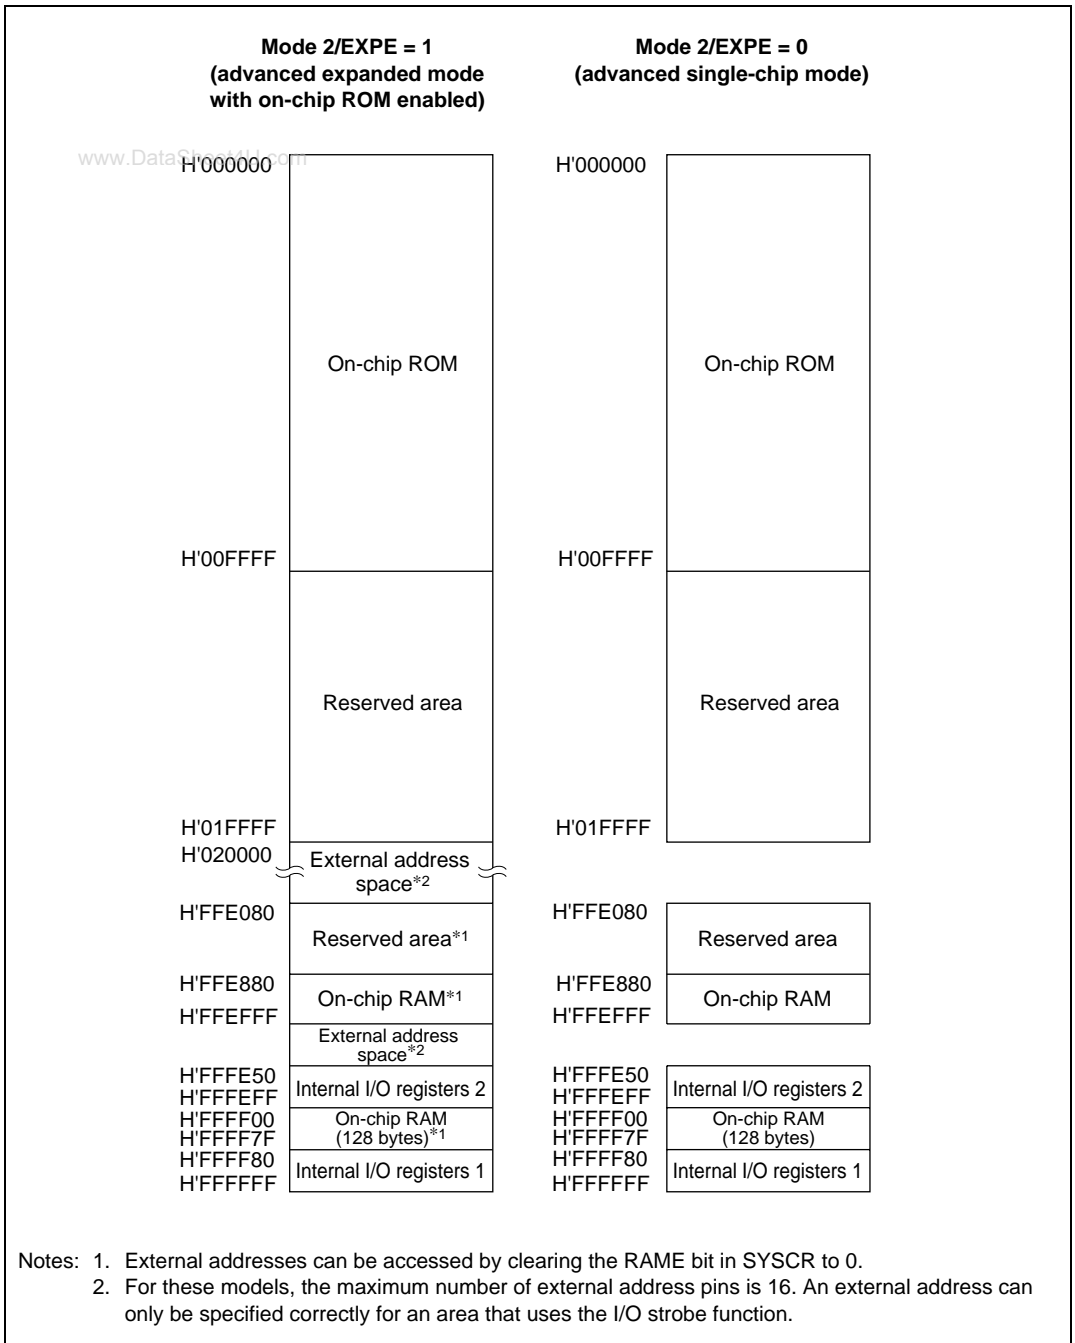 Mode 2/EXPE = 1
(advanced expanded mode
with on-chip ROM enabled)
Mode 2/EXPE = 0
(advanced single-chip mode)
www.DataSheet4U.com
H'000000
On-chip ROM
H'00FFFF
Reserved area
H'01FFFF
H'020000
External address
space*2
H'FFE080
Reserved area*1
H'FFE880
On-chip RAM*1
H'FFEFFF
External address
space*2
H'FFFE50
Internal I/O registers 2
H'FFFEFF
H'FFFF00
On-chip RAM
(128 bytes)*1
H'FFFF7F
H'FFFF80
Internal I/O registers 1
H'FFFFFF
H'000000
On-chip ROM
H'00FFFF
Reserved area
H'01FFFF
H'FFE080
Reserved area
H'FFE880
On-chip RAM
H'FFEFFF
H'FFFE50
Internal I/O registers 2
H'FFFEFF
H'FFFF00
On-chip RAM
(128 bytes)
H'FFFF7F
H'FFFF80
Internal I/O registers 1
H'FFFFFF
Notes: 1. External addresses can be accessed by clearing the RAME bit in SYSCR to 0.
2. For these models, the maximum number of external address pins is 16. An external address can
only be specified correctly for an area that uses the I/O strobe function.